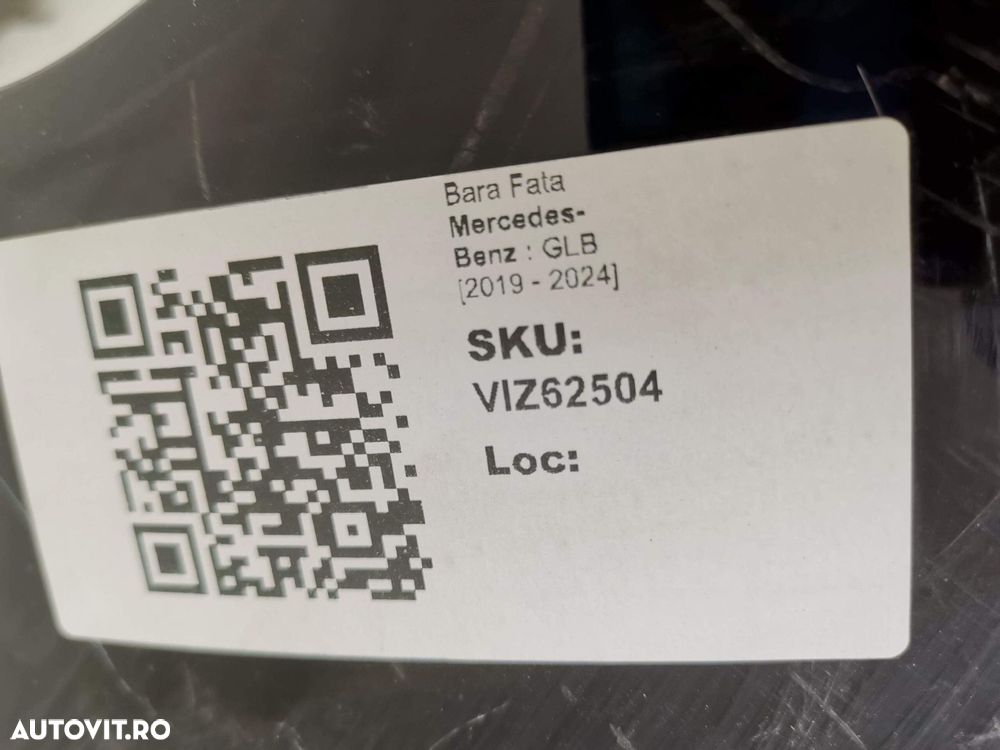 Bara Fata
Mercedes-
Benz : GLB
[2019 - 2024]
SKU:
VIZ62504
Loc:
AUTOVIT.RO